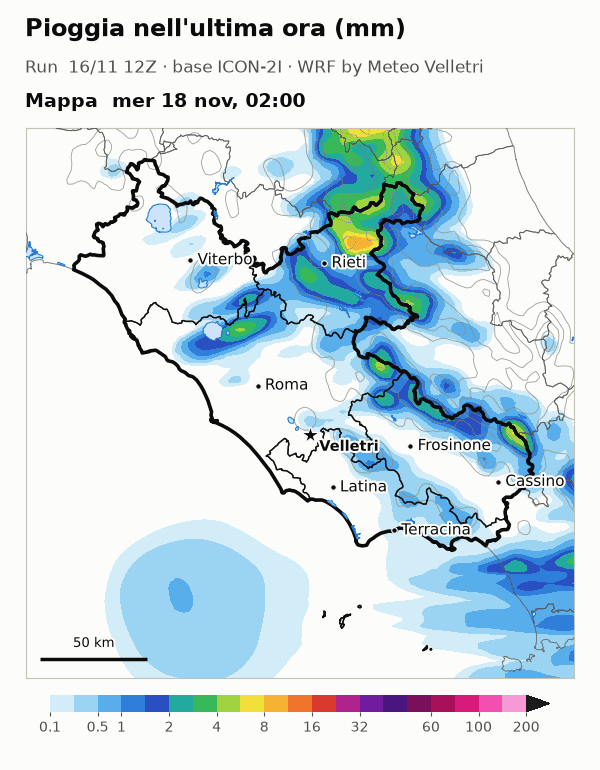 Pioggia nell'ultima ora (mm)
Run  16/11 12Z · base ICON-2I · WRF by Meteo Velletri
Mappa  mer 18 nov, 02:00
Viterbo
Rieti
Roma
Velletri
Frosinone
Latina
Cassino
Terracina
50 km
0.1 0.5 1 2 4 8 16 32 60 100 200